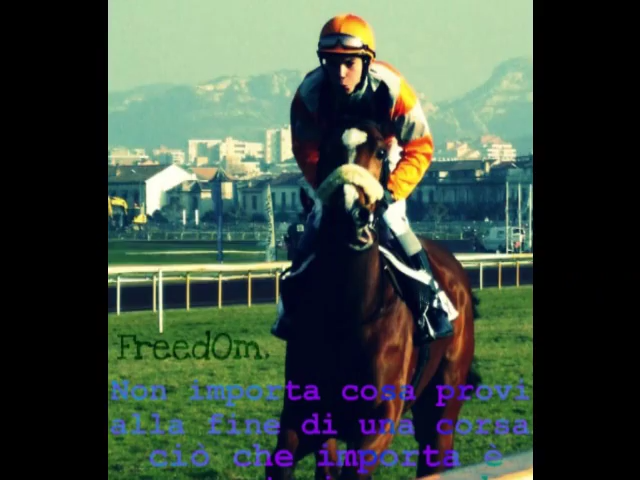 FreedOm.
Non importa cosa provi
alla fine di una corsa
ciò che importa è